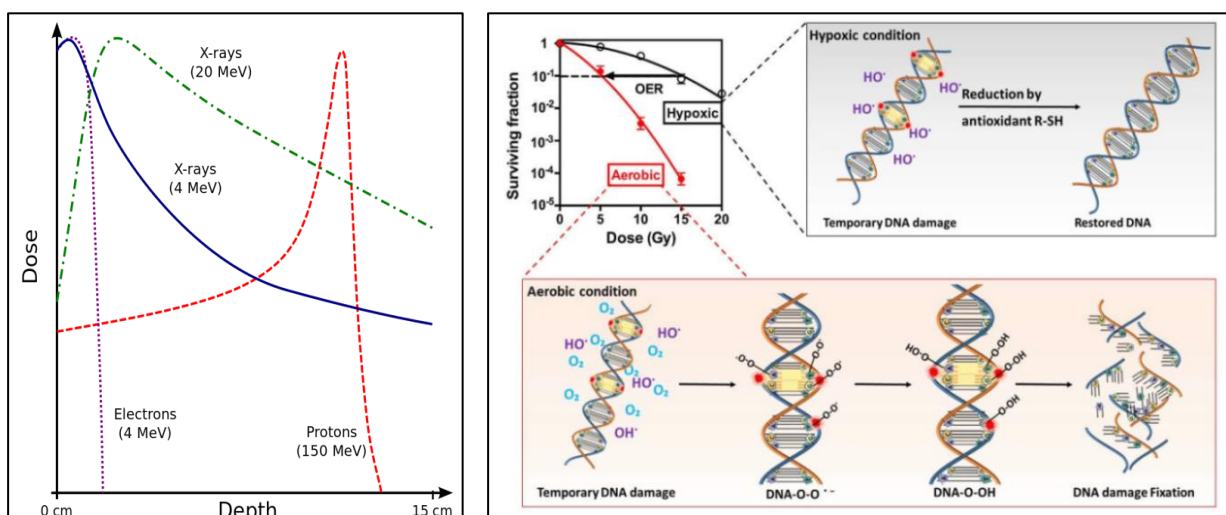 X-rays
(20 MeV)
X-rays
(4 MeV)
Electrons
(4 MeV)
Protons
(150 MeV)
Dose
0 cm
Depth
15 cm
Surviving fraction
1
10-1
10-2
10-3
10-4
10-5
OER
Hypoxic
Aerobic
0
5
10
15
20
Dose (Gy)
Hypoxic condition
HO·
HO·
HO·
HO·
HO·
Reduction by
antioxidant R-SH
Temporary DNA damage
Restored DNA
Aerobic condition
O2
HO·
O2
HO·
O2
O2
O2
HO·
O2
O2
OH·
Temporary DNA damage
·O-O
O-O·
O-O·
O-O·
DNA-O-O ·-
HO-O
O-OH
O-OH
O-OH
DNA-O-OH
DNA damage Fixation